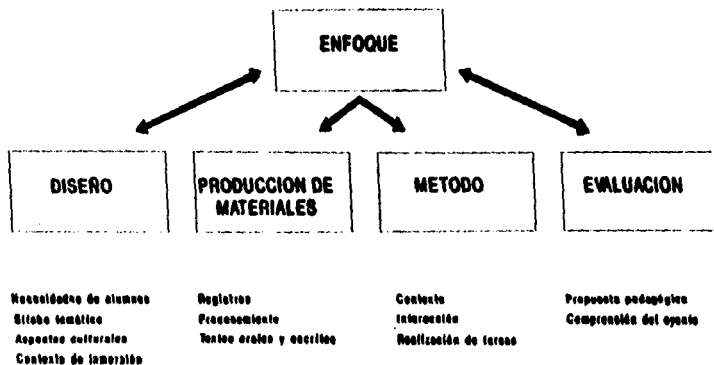 ENFOQUE
DISEÑO
PRODUCCION DE
MATERIALES
METODO
EVALUACION
Necesidades de alumnos
Sílabo temático
Aspectos culturales
Contexto de inmersión
Registros
Procesamiento
Textos orales y escritos
Contexto
Interacción
Realización de tareas
Propuesta pedagógica
Comprensión del oyente